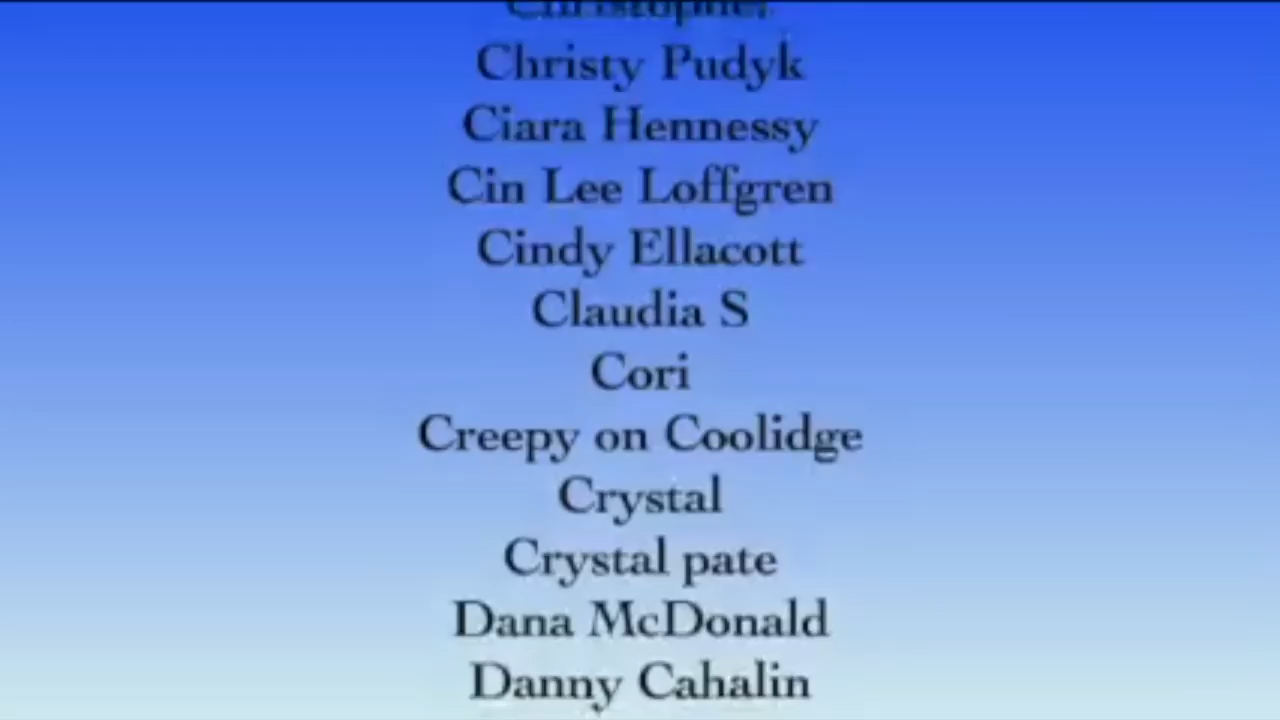 Christopher
Christy Pudyk
Ciara Hennessy
Cin Lee Loffgren
Cindy Ellacott
Claudia S
Cori
Creepy on Coolidge
Crystal
Crystal pate
Dana McDonald
Danny Cahalin